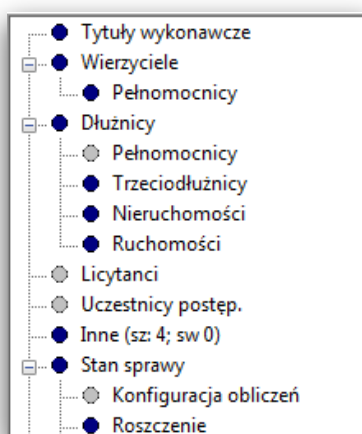 Tytuły wykonawcze
Wierzyciele
Pełnomocnicy
Dłużnicy
Pełnomocnicy
Trzeciodłużnicy
Nieruchomości
Ruchomości
Licytanci
Uczestnicy postęp.
Inne (sz: 4; sw 0)
Stan sprawy
Konfiguracja obliczeń
Roszczenie